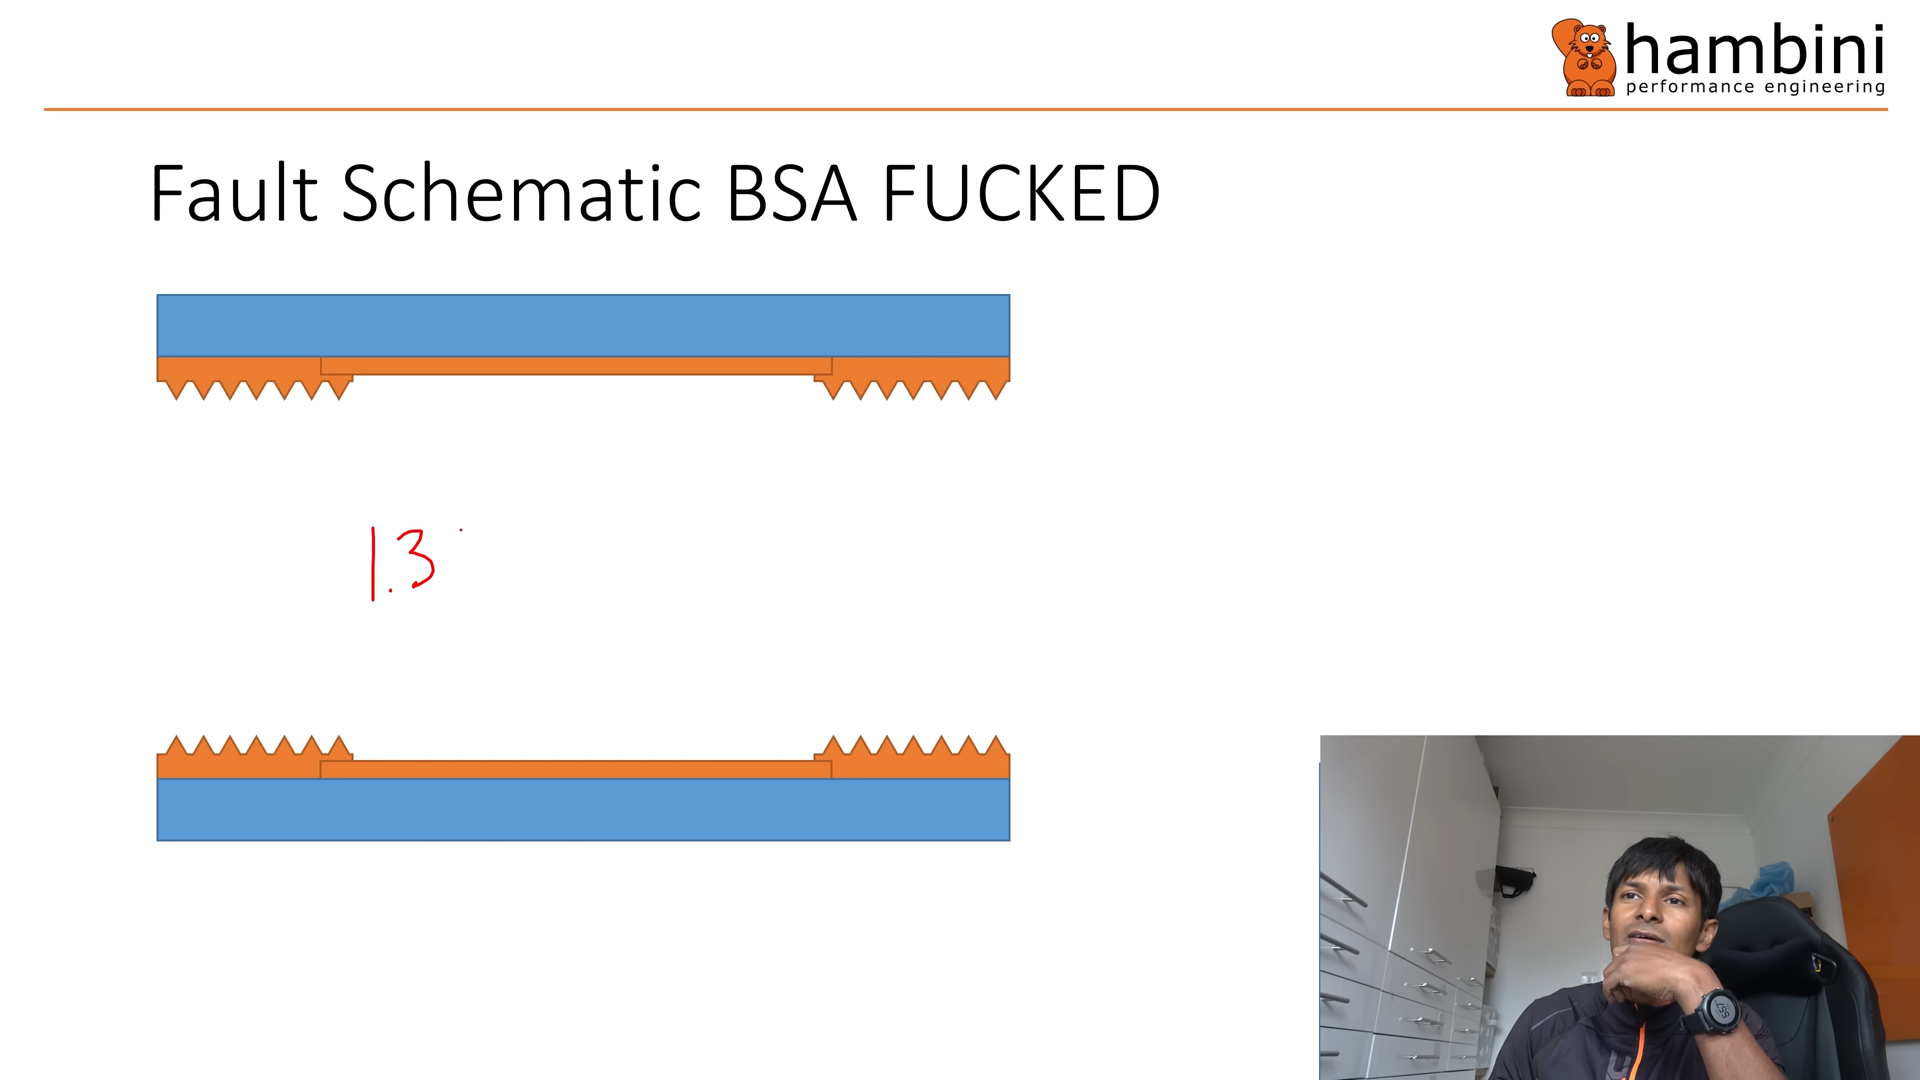 hambini
performance engineering
Fault Schematic BSA FUCKED
1.3